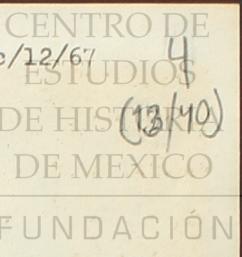 CENTRO DE
c/12/67 4
ESTUDIOS
DE HISTORIA
(13/40)
DE MEXICO
FUNDACIÓN